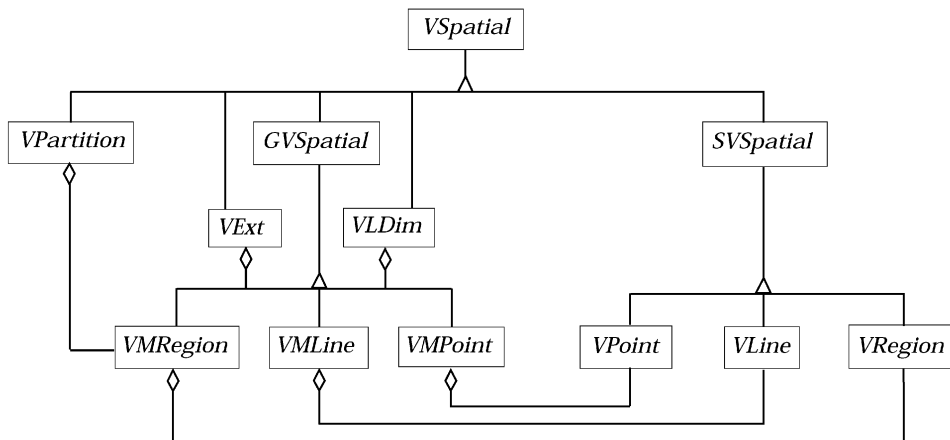 VSpatial
VPartition
GVSpatial
SVSpatial
VExt
VLDim
VMRegion
VMLine
VMPoint
VPoint
VLine
VRegion